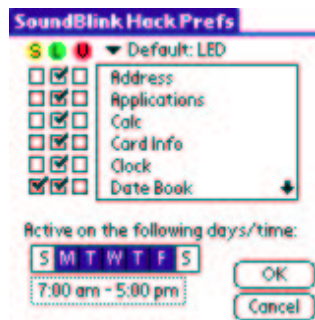 SoundBlink Hack Prefs
S L V ▼ Default: LED
Address
Applications
Calc
Card Info
Clock
Date Book
Active on the following days/time:
S M T W T F S
7:00 am - 5:00 pm
OK
Cancel